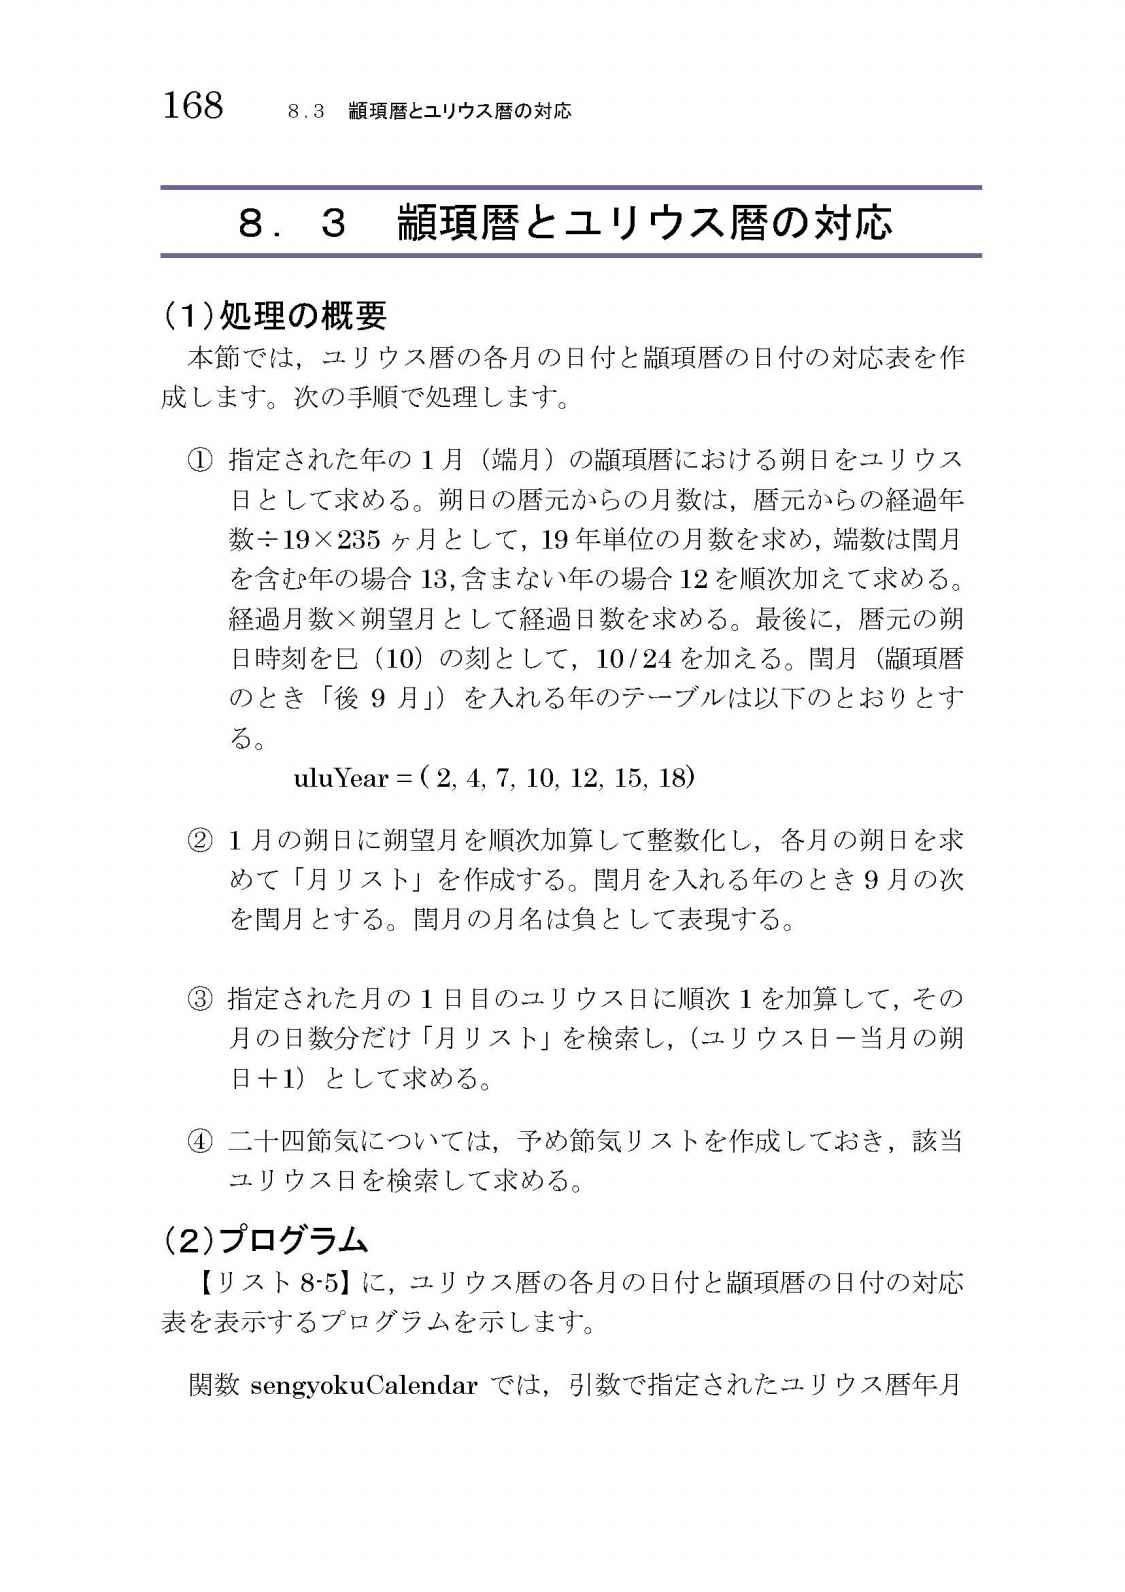 168　8.3　顓頊暦とユリウス暦の対応
８．３　顓頊暦とユリウス暦の対応
(1)処理の概要
本節では，ユリウス暦の各月の日付と顓頊暦の日付の対応表を作
成します。次の手順で処理します。
① 指定された年の 1 月（端月）の顓頊暦における朔日をユリウス
日として求める。朔日の暦元からの月数は，暦元からの経過年
数÷19×235 ヶ月として，19 年単位の月数を求め，端数は閏月
を含む年の場合 13，含まない年の場合 12 を順次加えて求める。
経過月数×朔望月として経過日数を求める。最後に，暦元の朔
日時刻を巳（10）の刻として，10/24 を加える。閏月（顓頊暦
のとき「後 9 月」）を入れる年のテーブルは以下のとおりとす
る。
uluYear = ( 2, 4, 7, 10, 12, 15, 18)
② 1 月の朔日に朔望月を順次加算して整数化し，各月の朔日を求
めて「月リスト」を作成する。閏月を入れる年のとき 9 月の次
を閏月とする。閏月の月名は負として表現する。
③ 指定された月の 1 日目のユリウス日に順次 1 を加算して，その
月の日数分だけ「月リスト」を検索し，（ユリウス日－当月の朔
日＋1）として求める。
④ 二十四節気については，予め節気リストを作成しておき，該当
ユリウス日を検索して求める。
(2)プログラム
【リスト 8-5】に，ユリウス暦の各月の日付と顓頊暦の日付の対応
表を表示するプログラムを示します。
関数 sengyokuCalendar では，引数で指定されたユリウス暦年月